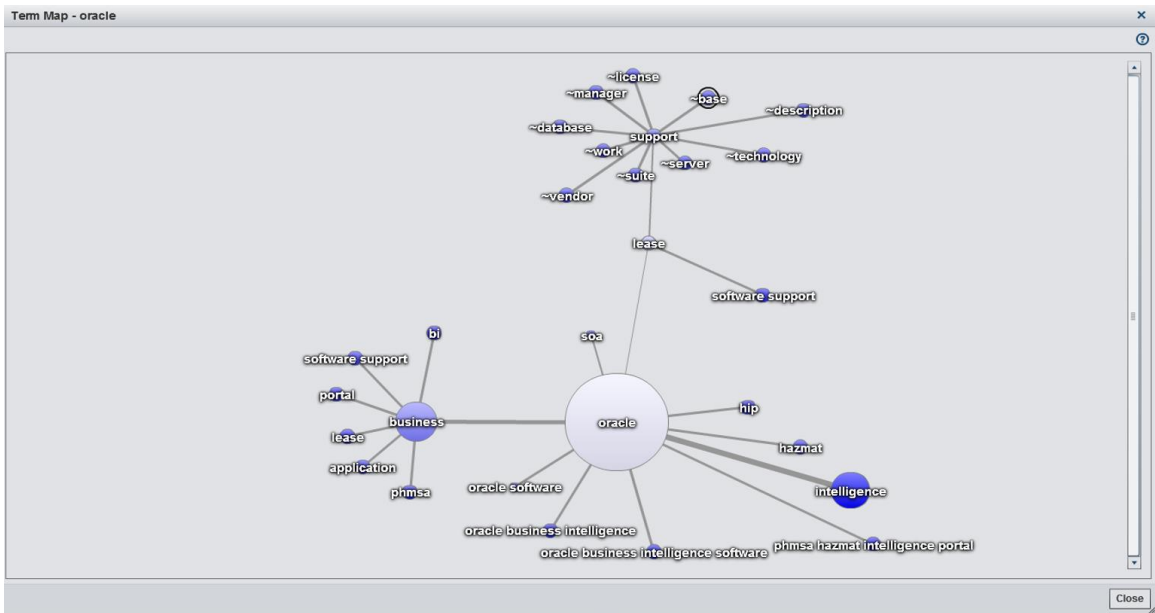 Term Map - oracle
~license
~manager
~base
~description
~database
support
~work
~server
~technology
~suite
~vendor
lease
software support
bi
soa
software support
portal
hip
business
oracle
lease
hazmat
application
oracle software
phmsa
intelligence
oracle business intelligence
oracle business intelligence software
phmsa hazmat intelligence portal
Close